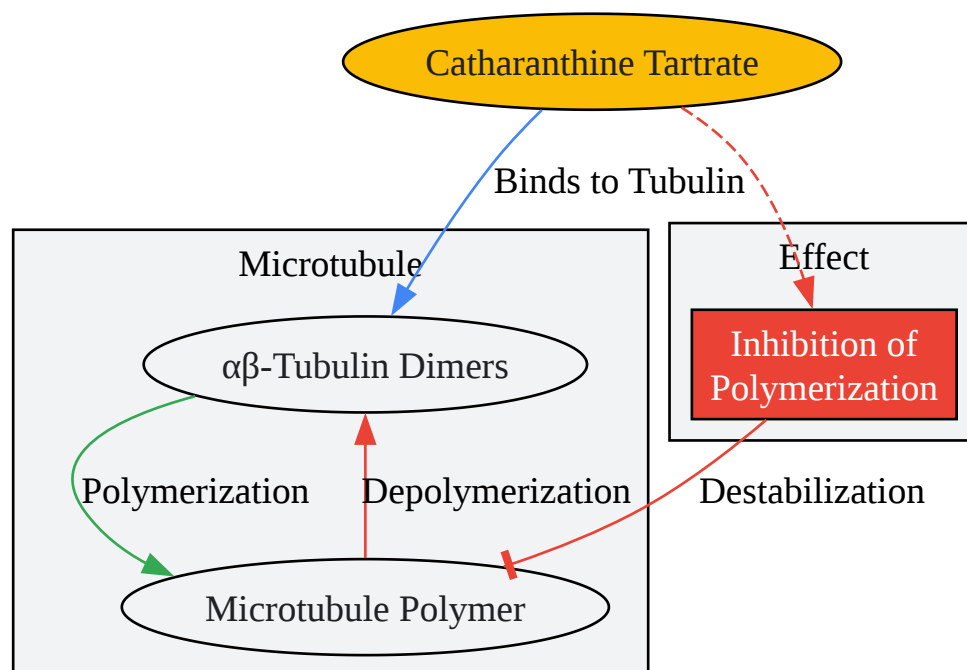 Catharanthine Tartrate
Binds to Tubulin
Microtubule
Effect
αβ-Tubulin Dimers
Inhibition of
Polymerization
Polymerization
Depolymerization
Destabilization
Microtubule Polymer